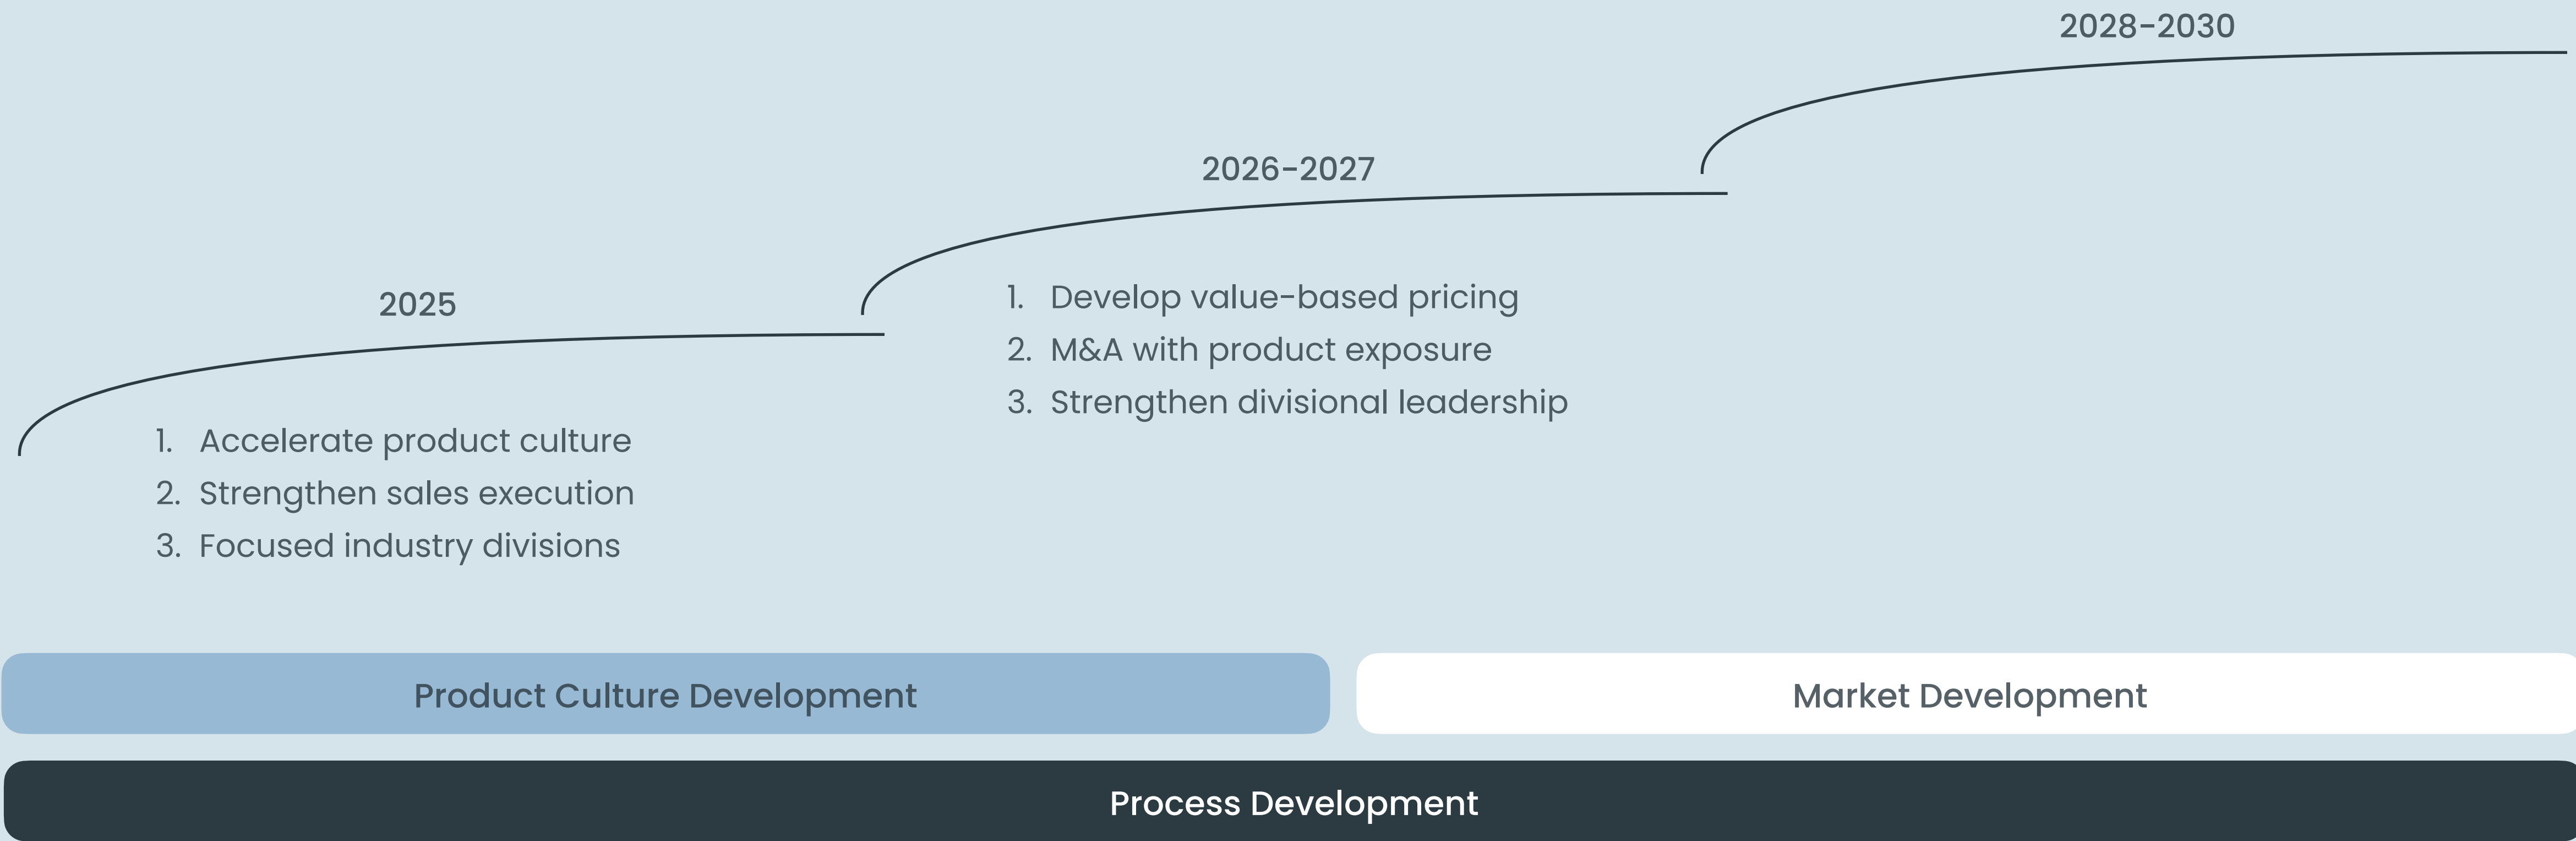 2025
1. Accelerate product culture
2. Strengthen sales execution
3. Focused industry divisions
2026-2027
1. Develop value-based pricing
2. M&A with product exposure
3. Strengthen divisional leadership
2028-2030
Product Culture Development
Market Development
Process Development